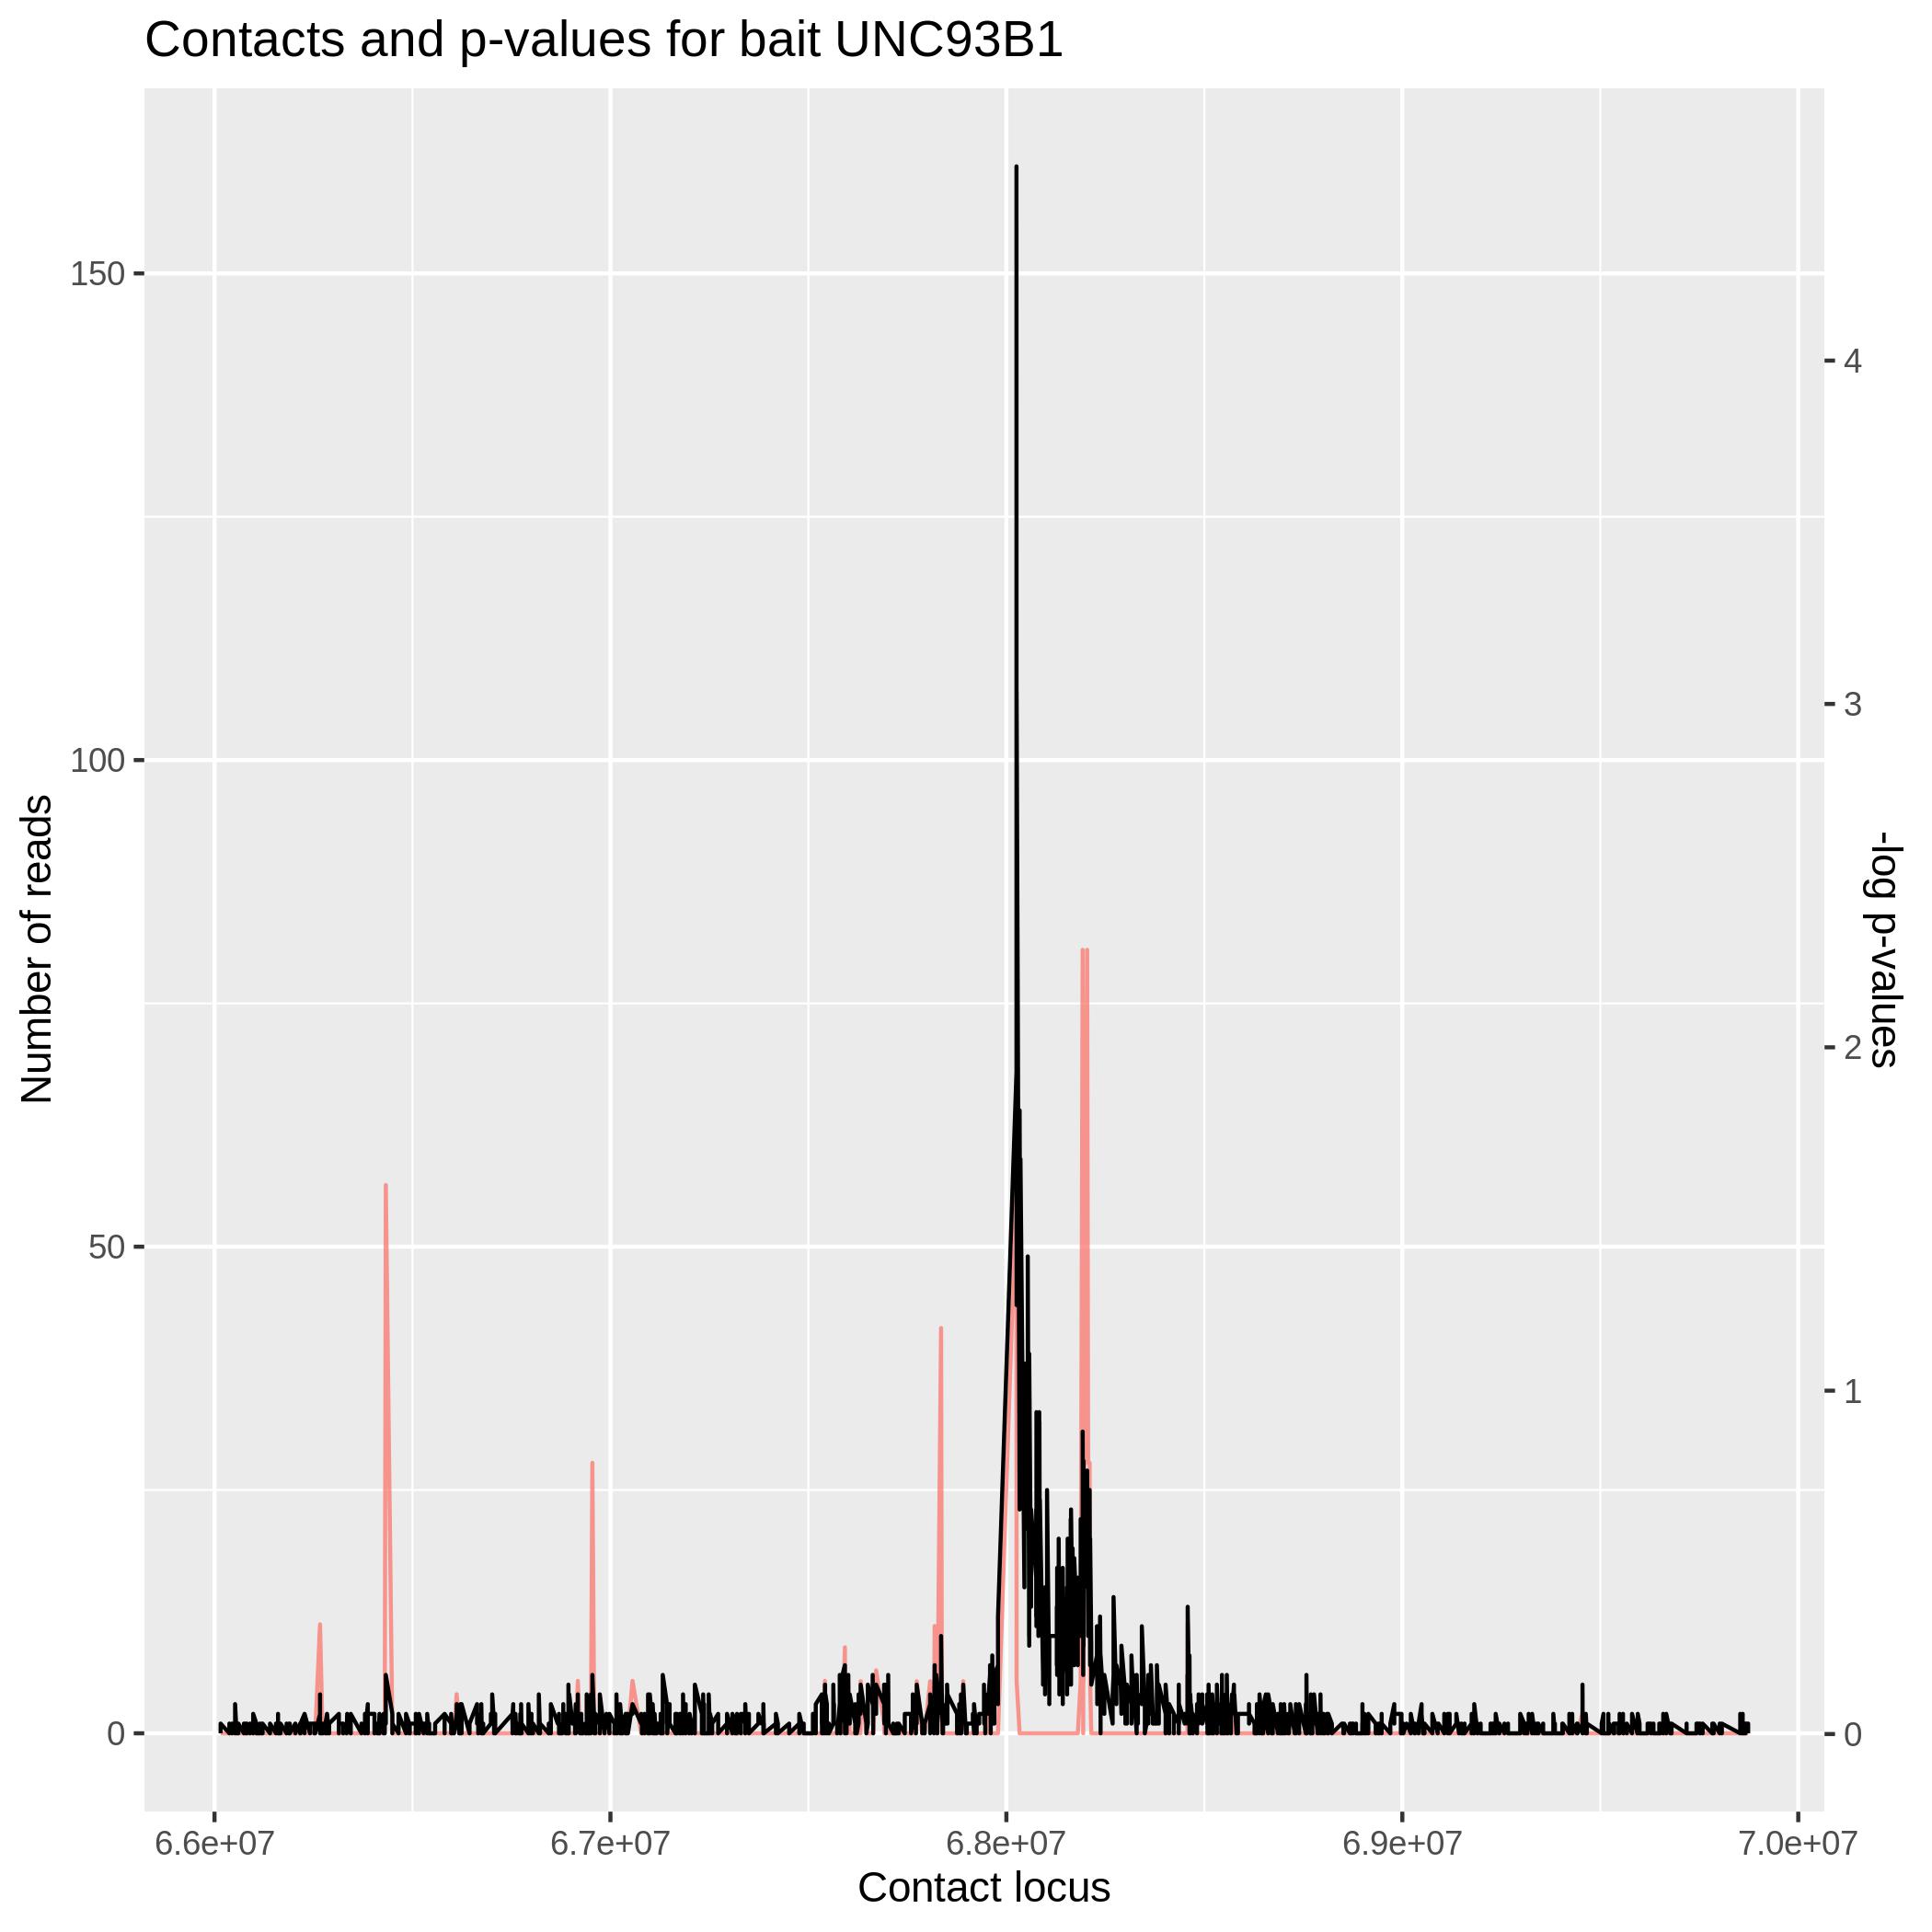 Contacts and p-values for bait UNC93B1
150
100
50
0
4
3
2
1
0
Number of reads
-log p-values
6.6e+07 6.7e+07 6.8e+07 6.9e+07 7.0e+07
Contact locus